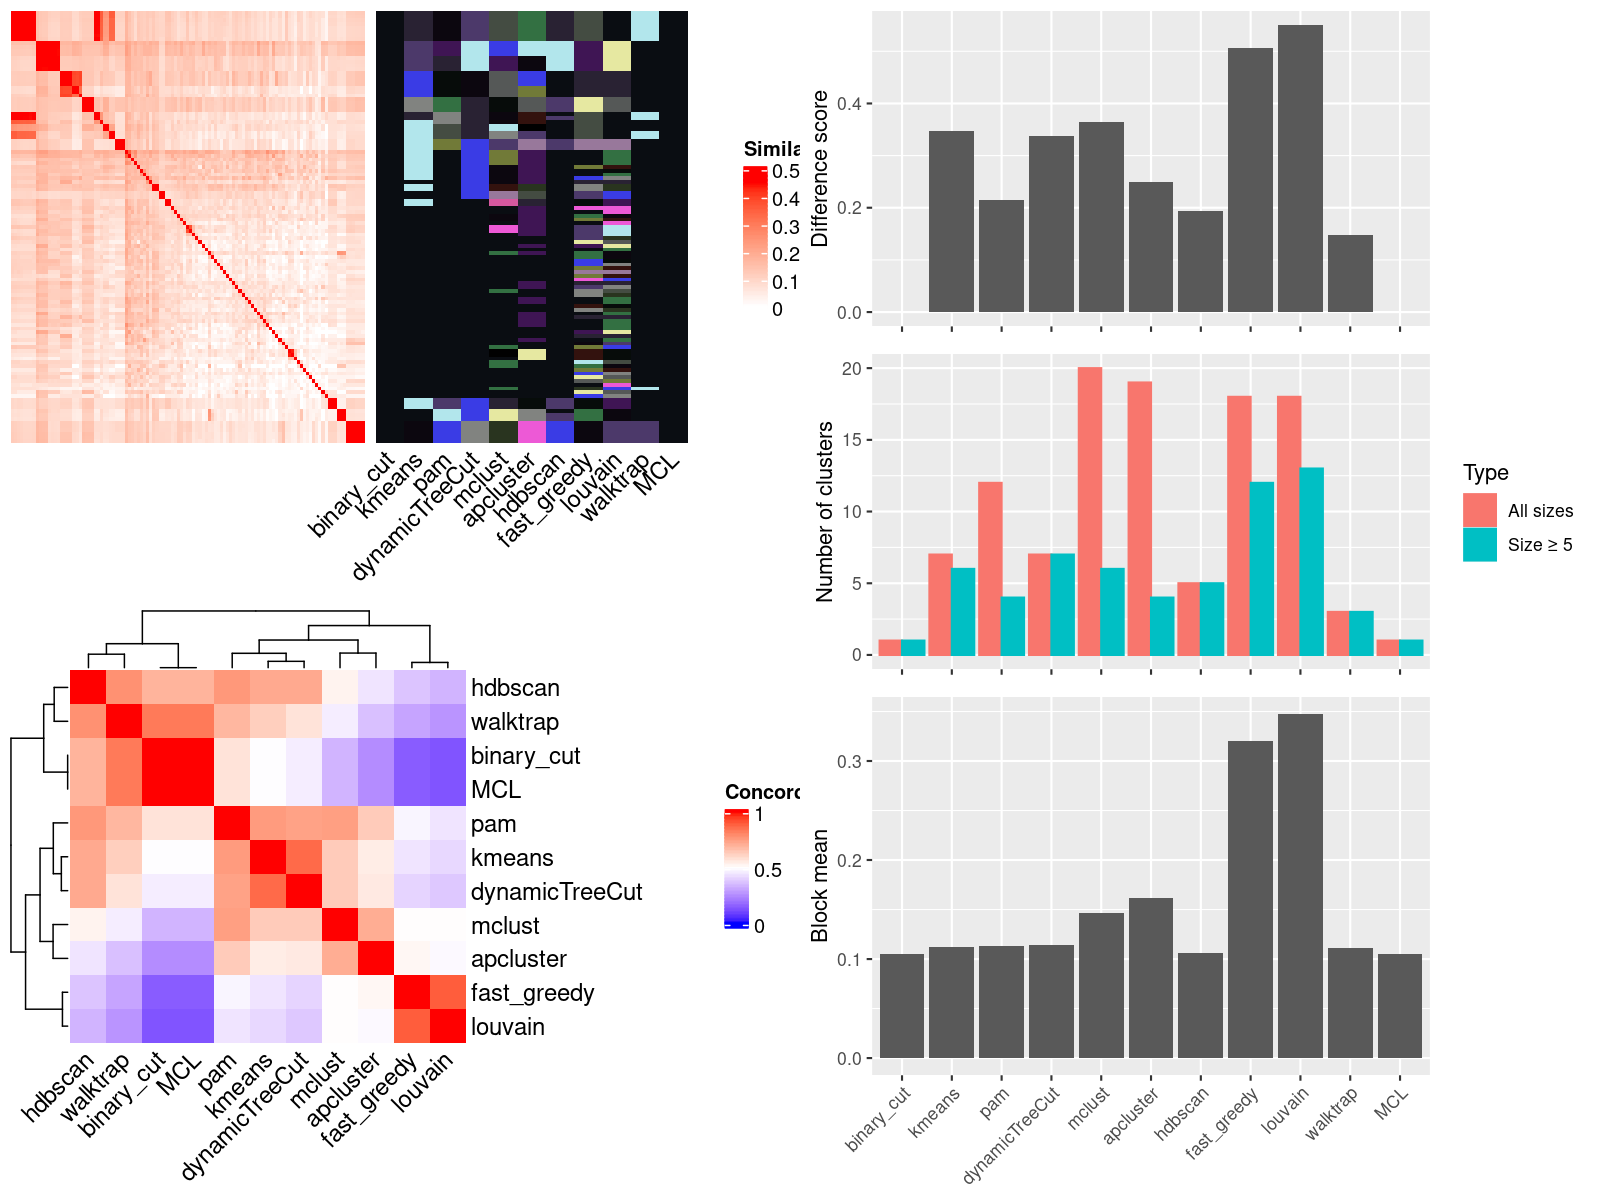 Simila
0.5
0.4
0.3
0.2
0.1
0
binary_cut
kmeans
pam
dynamicTreeCut
mclust
apcluster
hdbscan
fast_greedy
louvain
walktrap
MCL
hdbscan
walktrap
binary_cut
MCL
pam
kmeans
dynamicTreeCut
mclust
apcluster
fast_greedy
louvain
hdbscan
walktrap
binary_cut
MCL
pam
kmeans
dynamicTreeCut
mclust
apcluster
fast_greedy
louvain
Concord
1
0.5
0
Difference score
0.4
0.2
0.0
Number of clusters
20
15
10
5
0
Type
All sizes
Size ≥ 5
Block mean
0.3
0.2
0.1
0.0
binary_cut
kmeans
pam
dynamicTreeCut
mclust
apcluster
hdbscan
fast_greedy
louvain
walktrap
MCL